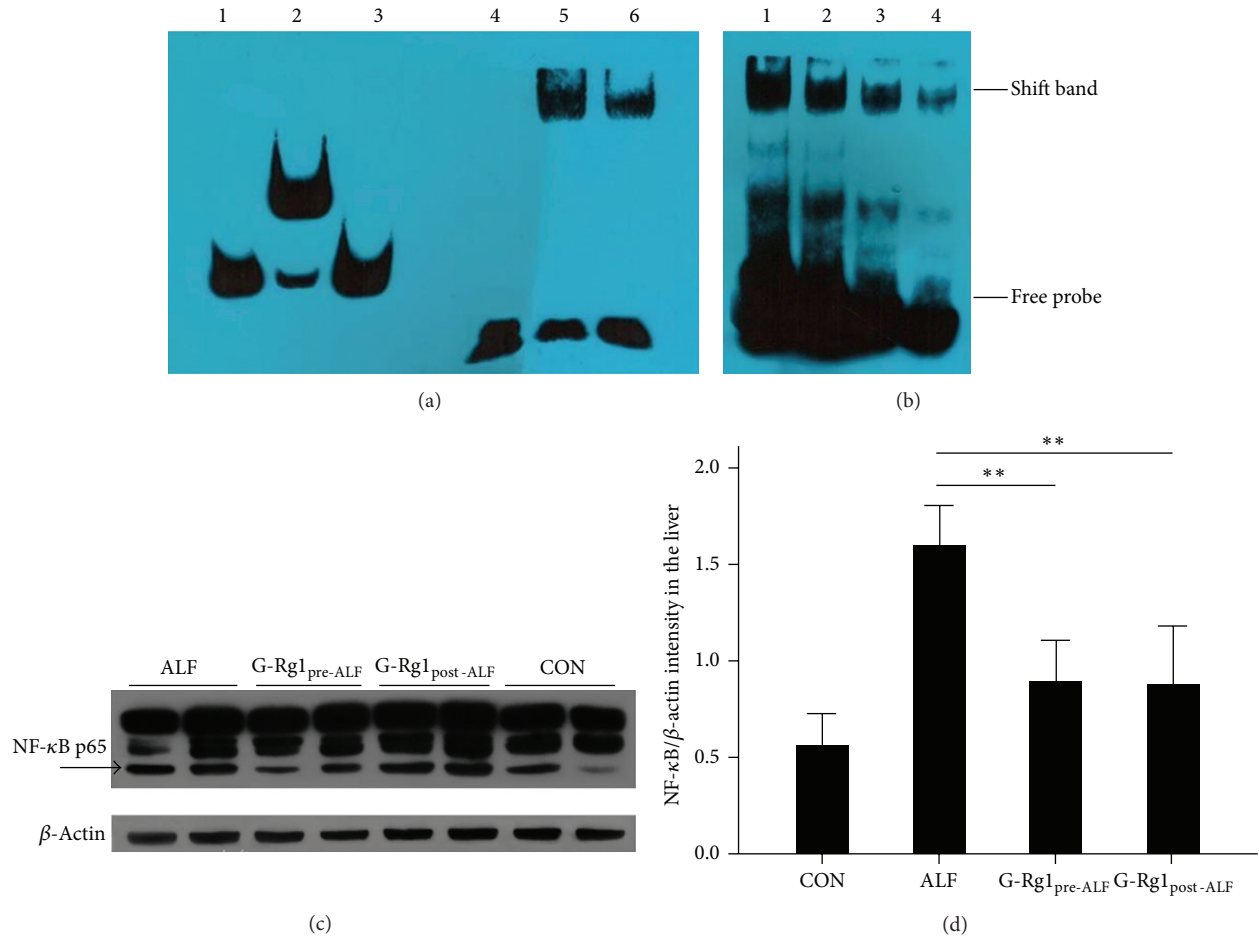 1 2 3 4 5 6
1 2 3 4
Shift band
Free probe
(a)
(b)
ALF G-Rg1pre-ALF G-Rg1post-ALF CON
NF-κB p65
β-Actin
(c)
NF-κB/β-actin intensity in the liver
2.0
1.5
1.0
0.5
0.0
**
**
CON ALF G-Rg1pre-ALF G-Rg1post-ALF
(d)